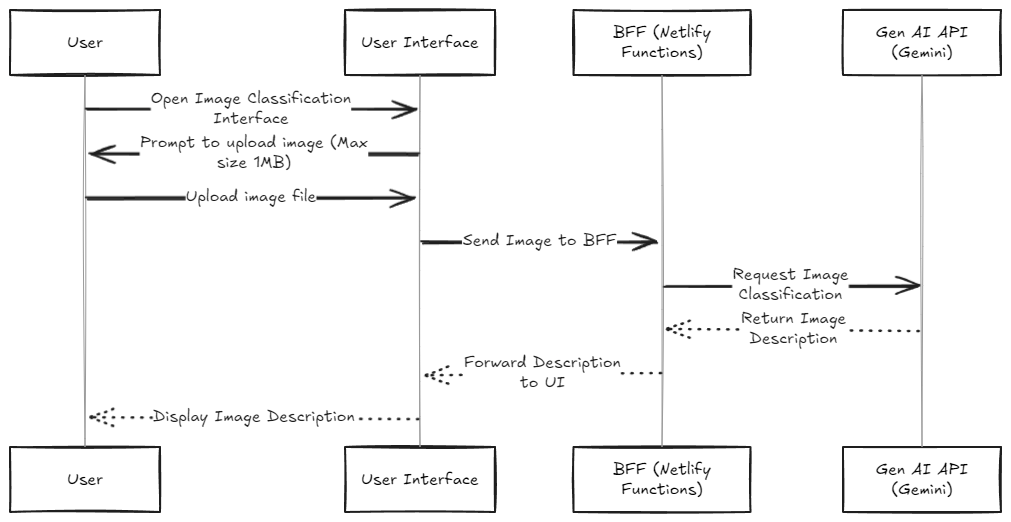 User
User Interface
BFF (Netlify
Functions)
Gen AI API
(Gemini)
Open Image Classification
Interface
Prompt to upload image (Max
size 1MB)
Upload image file
Send Image to BFF
Request Image
Classification
Return Image
Description
Forward Description
to UI
Display Image Description
User
User Interface
BFF (Netlify
Functions)
Gen AI API
(Gemini)